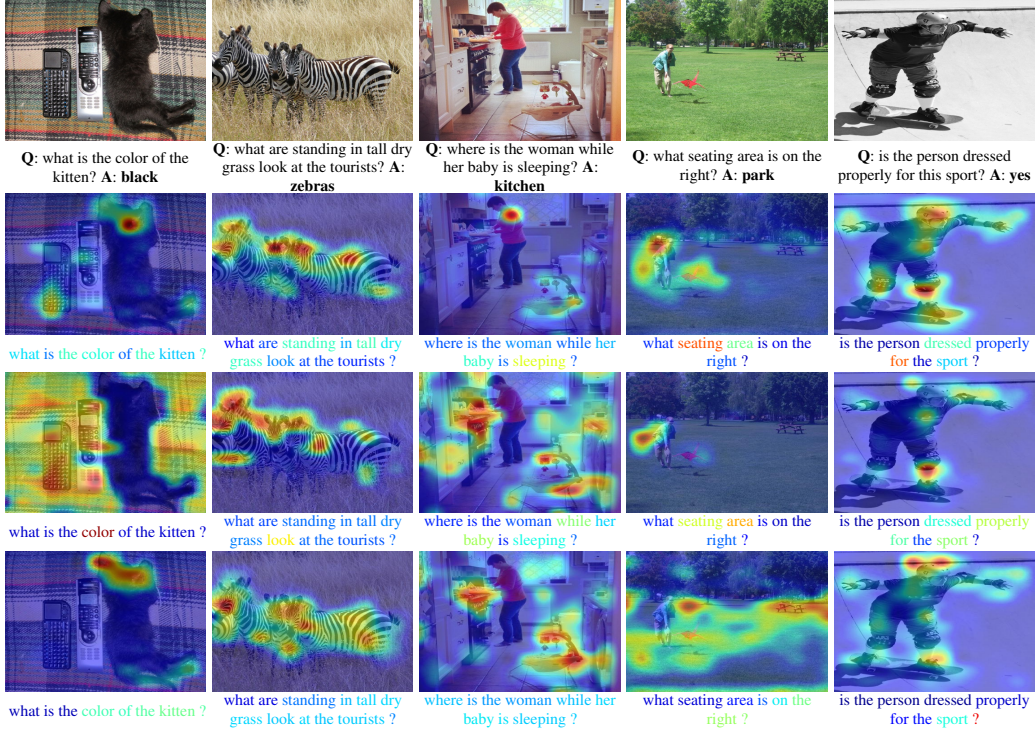 Q: what is the color of the
kitten? A: black
Q: what are standing in tall dry
grass look at the tourists? A:
zebras
Q: where is the woman while
her baby is sleeping? A:
kitchen
Q: what seating area is on the
right? A: park
Q: is the person dressed
properly for this sport? A: yes
what is the color of the kitten ?
what are standing in tall dry
grass look at the tourists ?
where is the woman while her
baby is sleeping ?
what seating area is on the
right ?
is the person dressed properly
for the sport ?
what is the color of the kitten ?
what are standing in tall dry
grass look at the tourists ?
where is the woman while her
baby is sleeping ?
what seating area is on the
right ?
is the person dressed properly
for the sport ?
what is the color of the kitten ?
what are standing in tall dry
grass look at the tourists ?
where is the woman while her
baby is sleeping ?
what seating area is on the
right ?
is the person dressed properly
for the sport ?